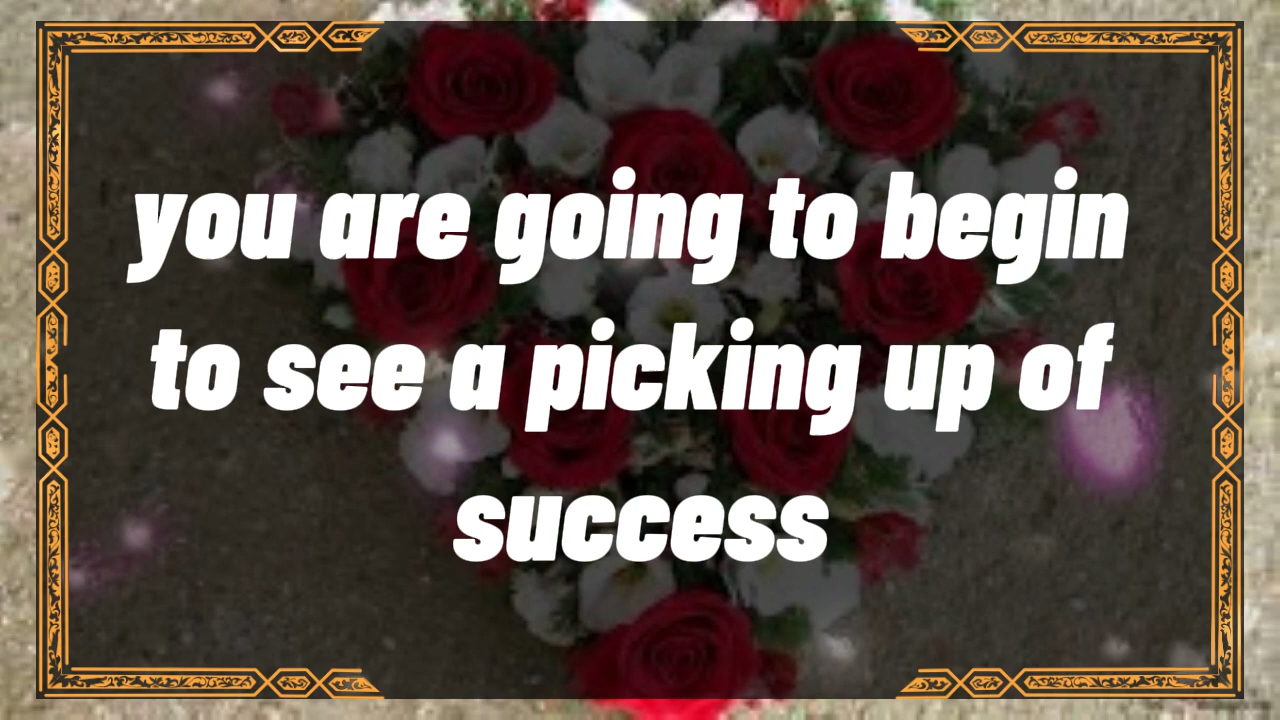 you are going to begin
to see a picking up of
success